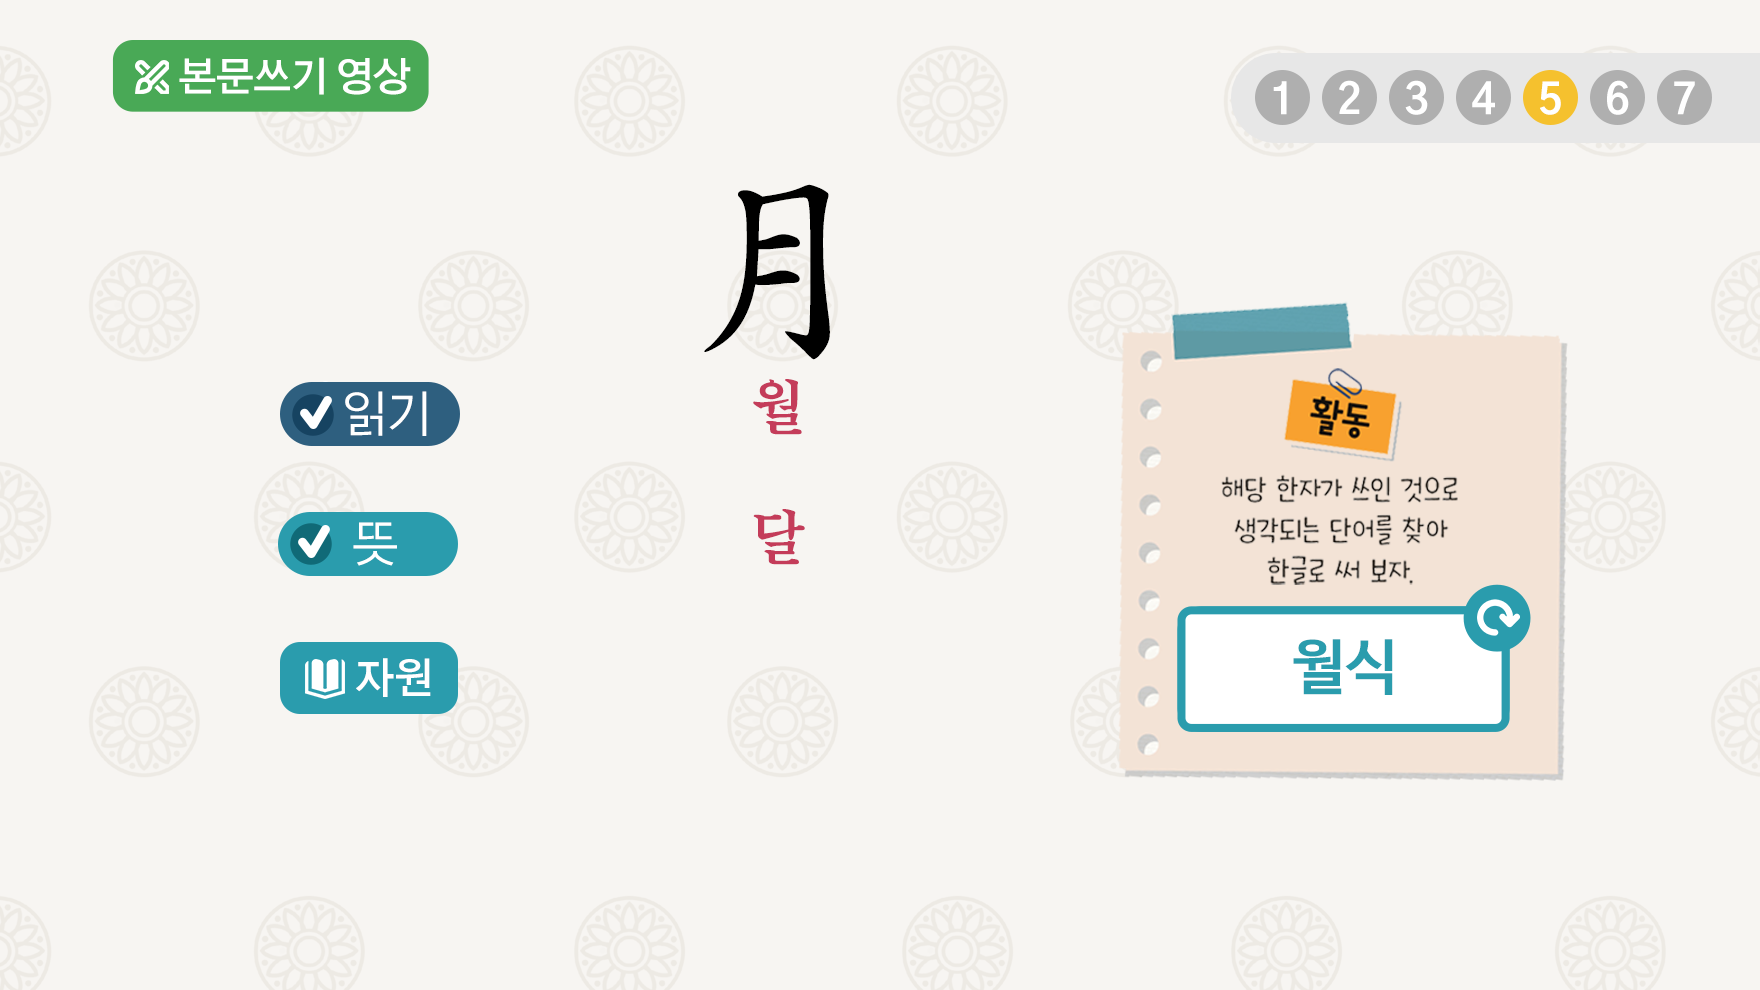 본문쓰기 영상
1 2 3 4 5 6 7
月
읽기
월
뜻
달
자원
활동
해당 한자가 쓰인 것으로
생각되는 단어를 찾아
한글로 써 보자.
월식